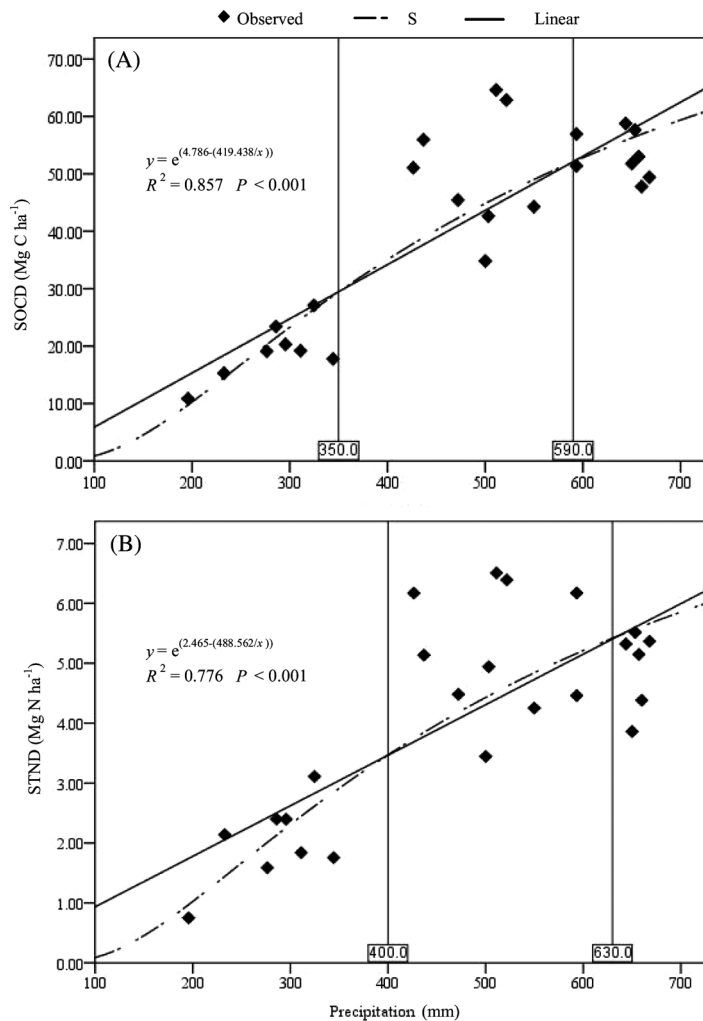 Observed S Linear
(A)
y = e(4.786-(419.438/x))
R² = 0.857 P < 0.001
SOCD (Mg C ha⁻¹)
70.00
60.00
50.00
40.00
30.00
20.00
10.00
0.00
350.0
590.0
100 200 300 400 500 600 700
(B)
y = e(2.465-(488.562/x))
R² = 0.776 P < 0.001
STND (Mg N ha⁻¹)
7.00
6.00
5.00
4.00
3.00
2.00
1.00
0.00
400.0
630.0
100 200 300 400 500 600 700
Precipitation (mm)